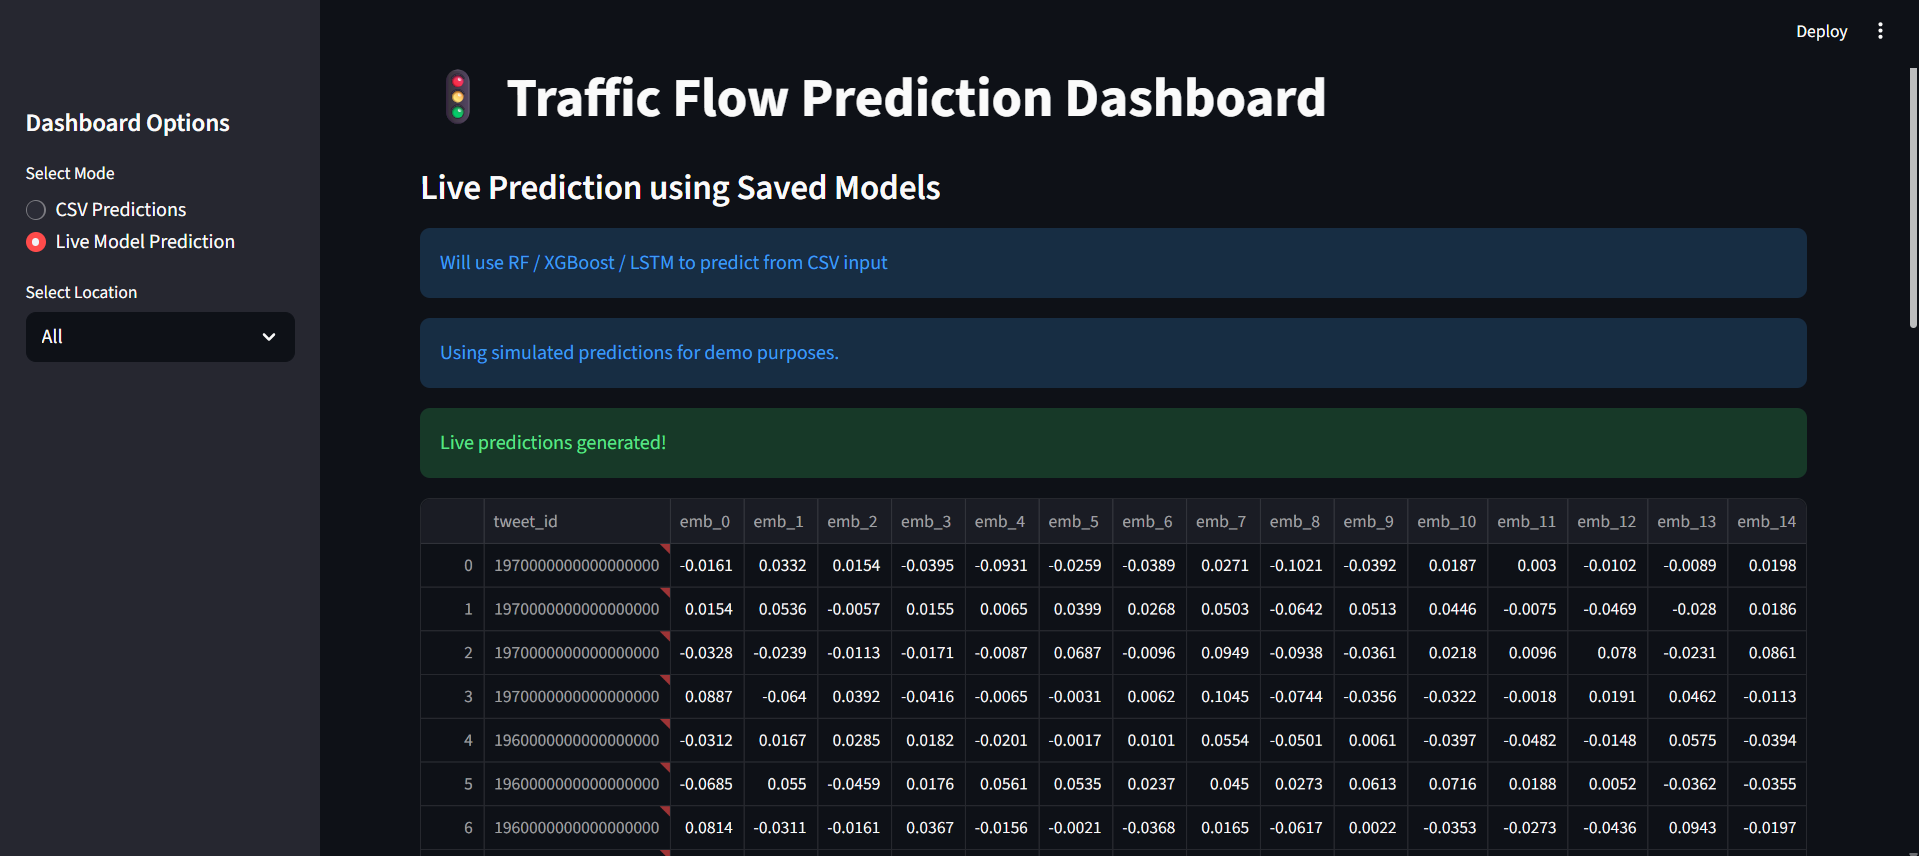 Deploy
Dashboard Options
Select Mode
CSV Predictions
Live Model Prediction
Select Location
All
Traffic Flow Prediction Dashboard
Live Prediction using Saved Models
Will use RF / XGBoost / LSTM to predict from CSV input
Using simulated predictions for demo purposes.
Live predictions generated!
tweet_id emb_0 emb_1 emb_2 emb_3 emb_4 emb_5 emb_6 emb_7 emb_8 emb_9 emb_10 emb_11 emb_12 emb_13 emb_14
0 1970000000000000000 -0.0161 0.0332 0.0154 -0.0395 -0.0931 -0.0259 -0.0389 0.0271 -0.1021 -0.0392 0.0187 0.003 -0.0102 -0.0089 0.0198
1 1970000000000000000 0.0154 0.0536 -0.0057 0.0155 0.0065 0.0399 0.0268 0.0503 -0.0642 0.0513 0.0446 -0.0075 -0.0469 -0.028 0.0186
2 1970000000000000000 -0.0328 -0.0239 -0.0113 -0.0171 -0.0087 0.0687 -0.0096 0.0949 -0.0938 -0.0361 0.0218 0.0096 0.078 -0.0231 0.0861
3 1970000000000000000 0.0887 -0.064 0.0392 -0.0416 -0.0065 -0.0031 0.0062 0.1045 -0.0744 -0.0356 -0.0322 -0.0018 0.0191 0.0462 -0.0113
4 1960000000000000000 -0.0312 0.0167 0.0285 0.0182 -0.0201 -0.0017 0.0101 0.0554 -0.0501 0.0061 -0.0397 -0.0482 -0.0148 0.0575 -0.0394
5 1960000000000000000 -0.0685 0.055 -0.0459 0.0176 0.0561 0.0535 0.0237 0.045 0.0273 0.0613 0.0716 0.0188 0.0052 -0.0362 -0.0355
6 1960000000000000000 0.0814 -0.0311 -0.0161 0.0367 -0.0156 -0.0021 -0.0368 0.0165 -0.0617 0.0022 -0.0353 -0.0273 -0.0436 0.0943 -0.0197